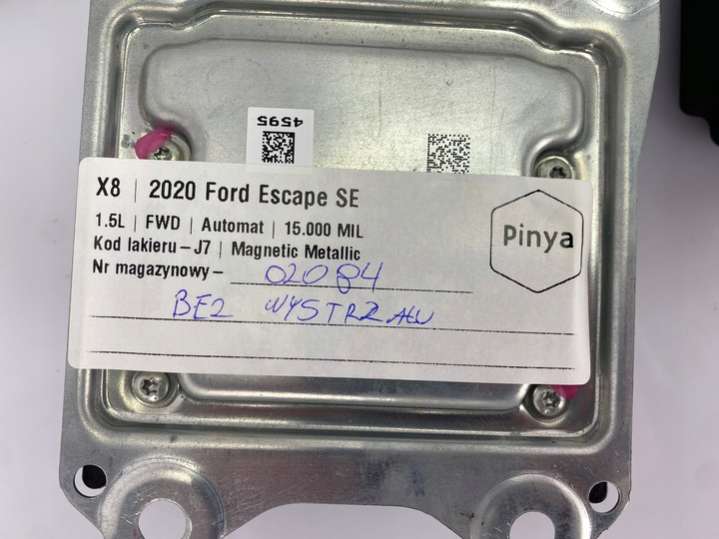 4595
X8 | 2020 Ford Escape SE
1.5L | FWD | Automat | 15.000 MIL
Kod lakieru – J7 | Magnetic Metallic
Nr magazynowy – 02084
BEZ WYSTRZAŁU
Pinya